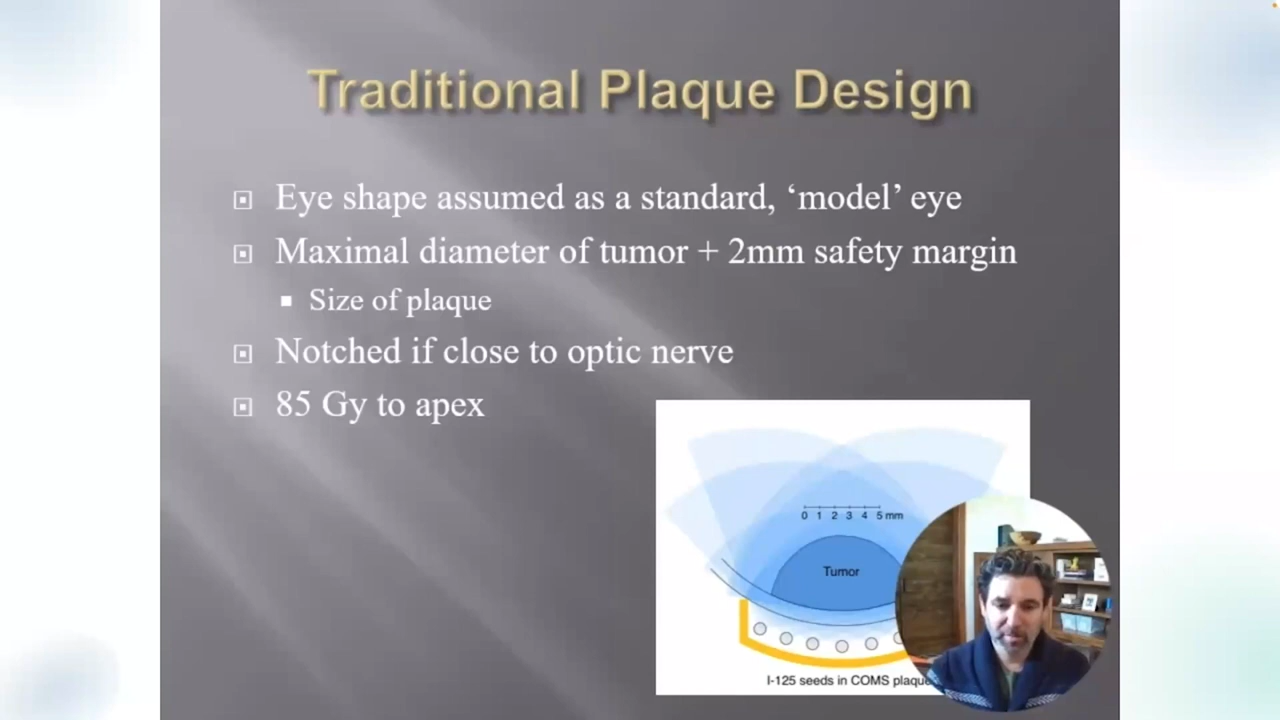 Traditional Plaque Design
Eye shape assumed as a standard, ‘model’ eye
Maximal diameter of tumor + 2mm safety margin
Size of plaque
Notched if close to optic nerve
85 Gy to apex
0 1 2 3 4 5 mm
Tumor
I-125 seeds in COMS plaque